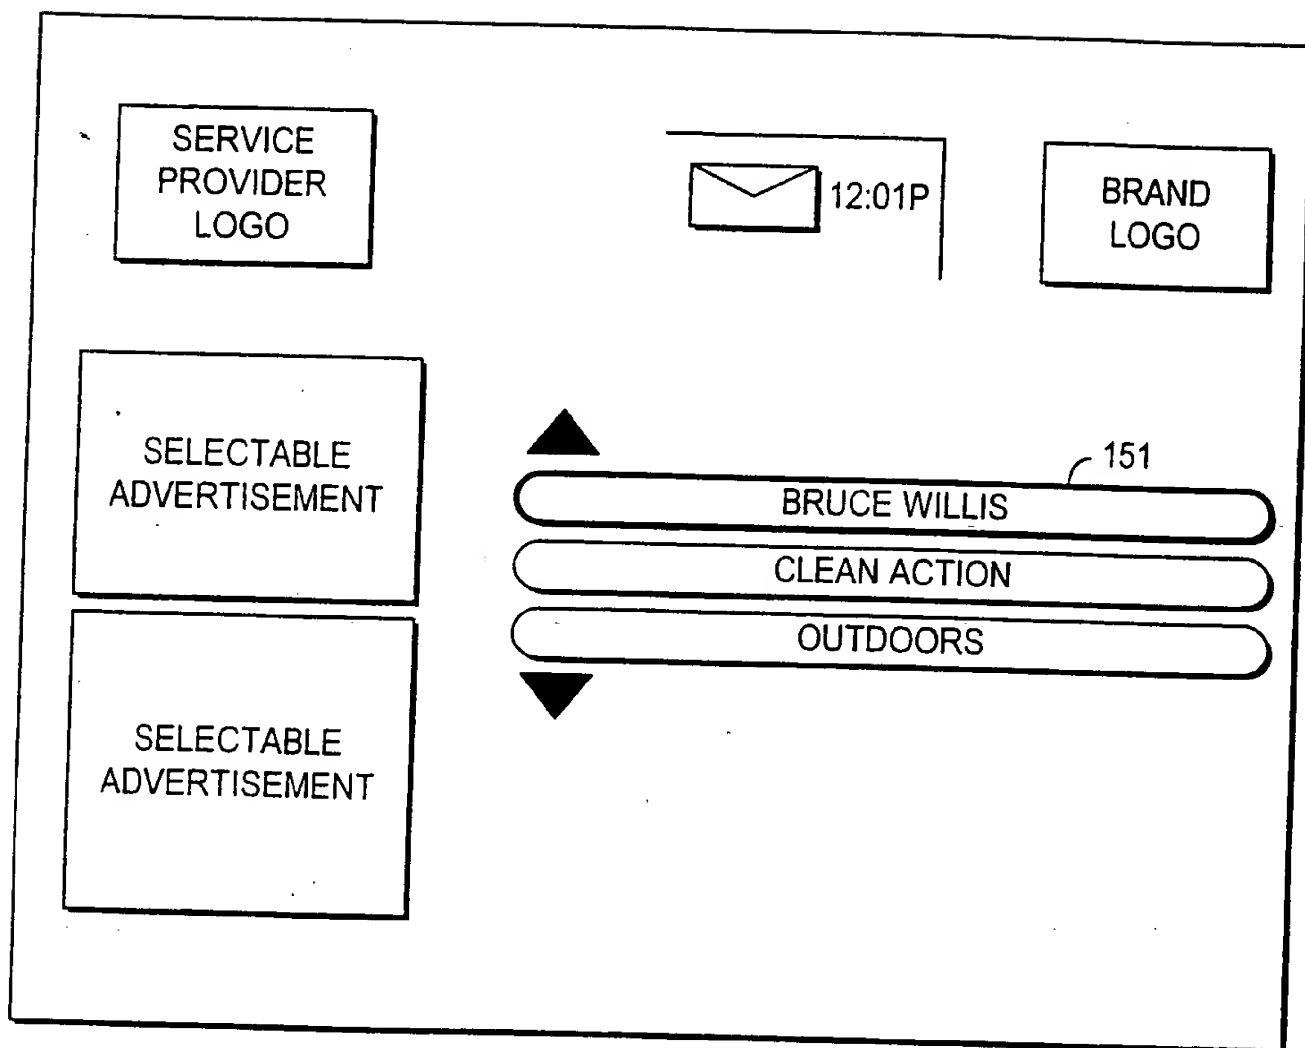 SERVICE
PROVIDER
LOGO
12:01P
BRAND
LOGO
SELECTABLE
ADVERTISEMENT
151
BRUCE WILLIS
CLEAN ACTION
OUTDOORS
SELECTABLE
ADVERTISEMENT